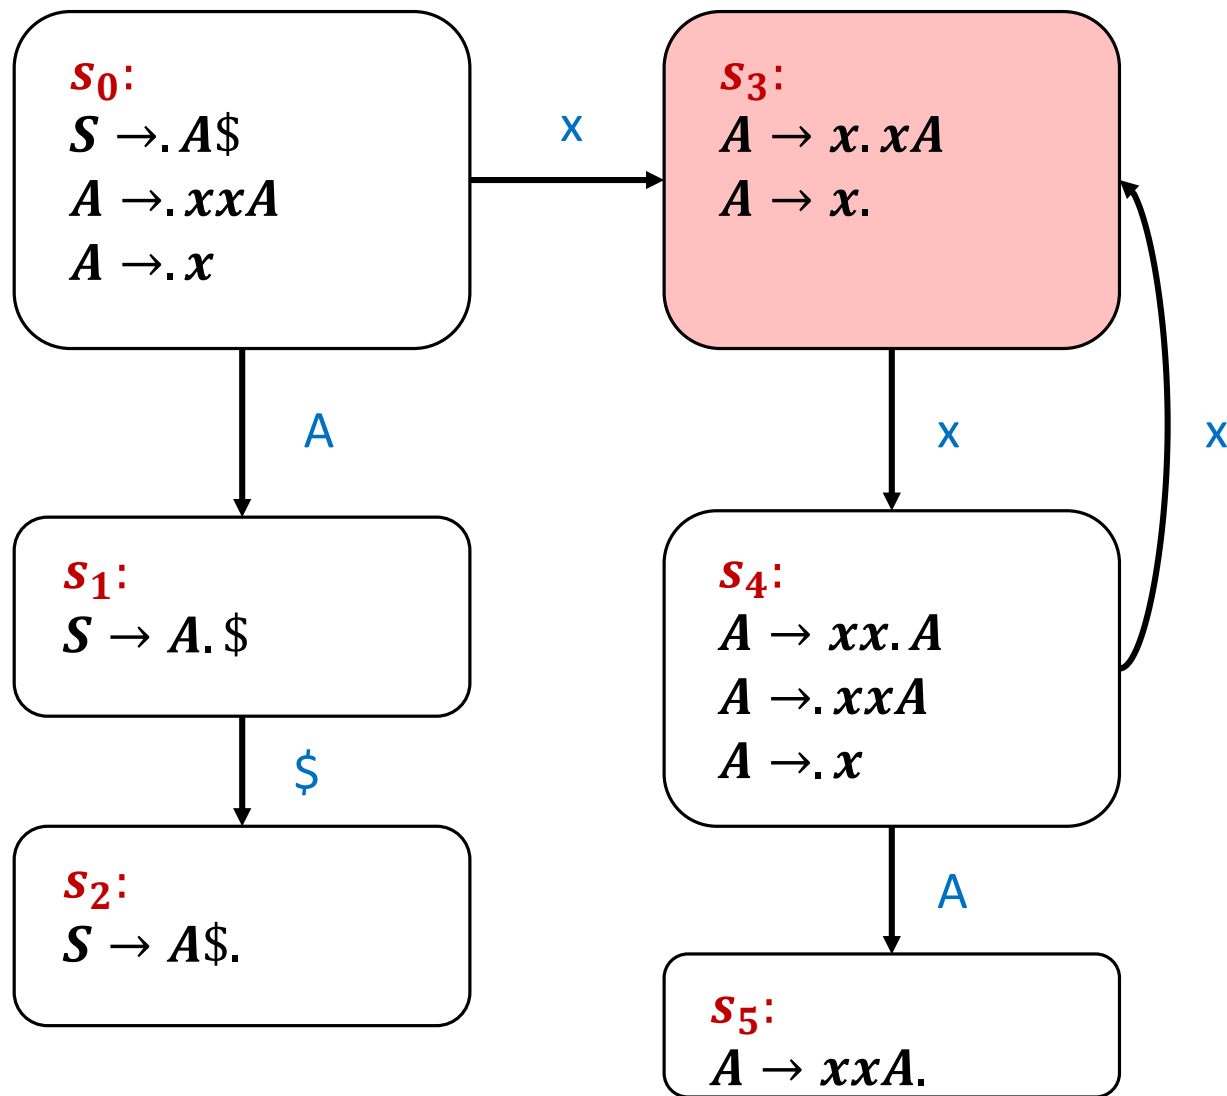 s₀:
S →. A$
A →. xxA
A →. x
x
s₃:
A → x. xA
A → x.
A
x
x
s₁:
S → A. $
s₄:
A → xx. A
A →. xxA
A →. x
$
s₂:
S → A$.
A
s₅:
A → xxA.